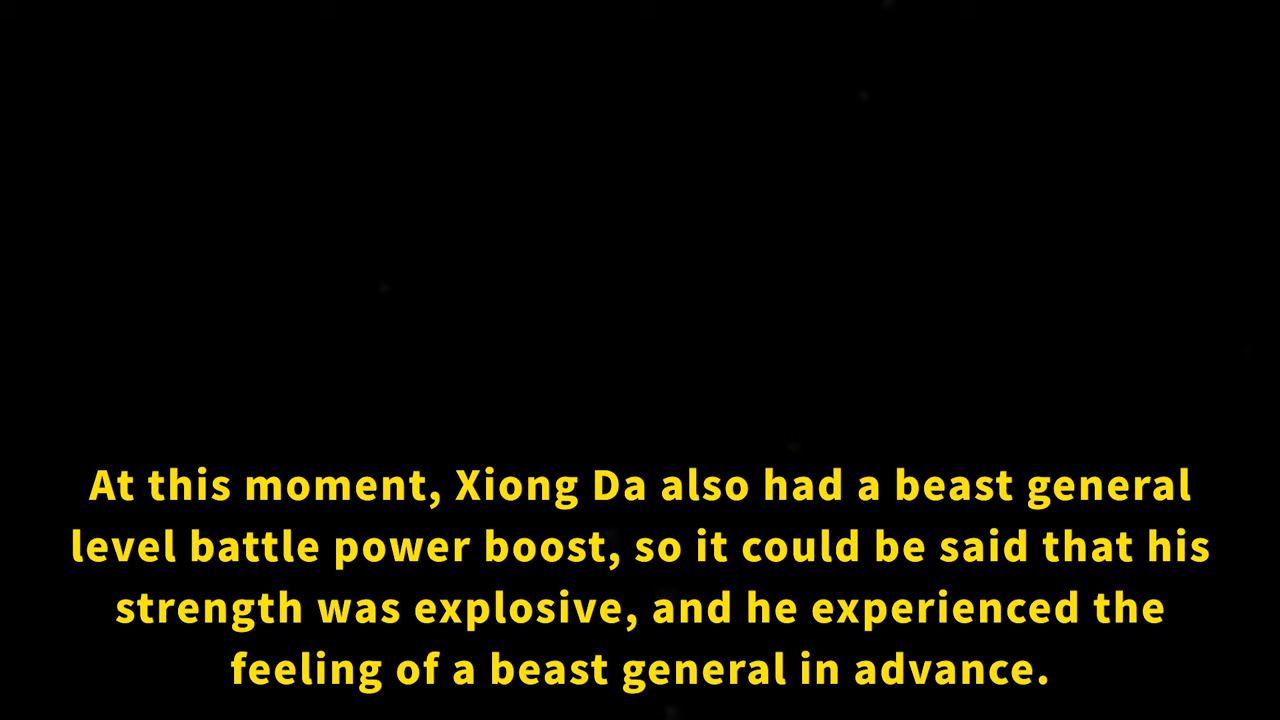 At this moment, Xiong Da also had a beast general
level battle power boost, so it could be said that his
strength was explosive, and he experienced the
feeling of a beast general in advance.